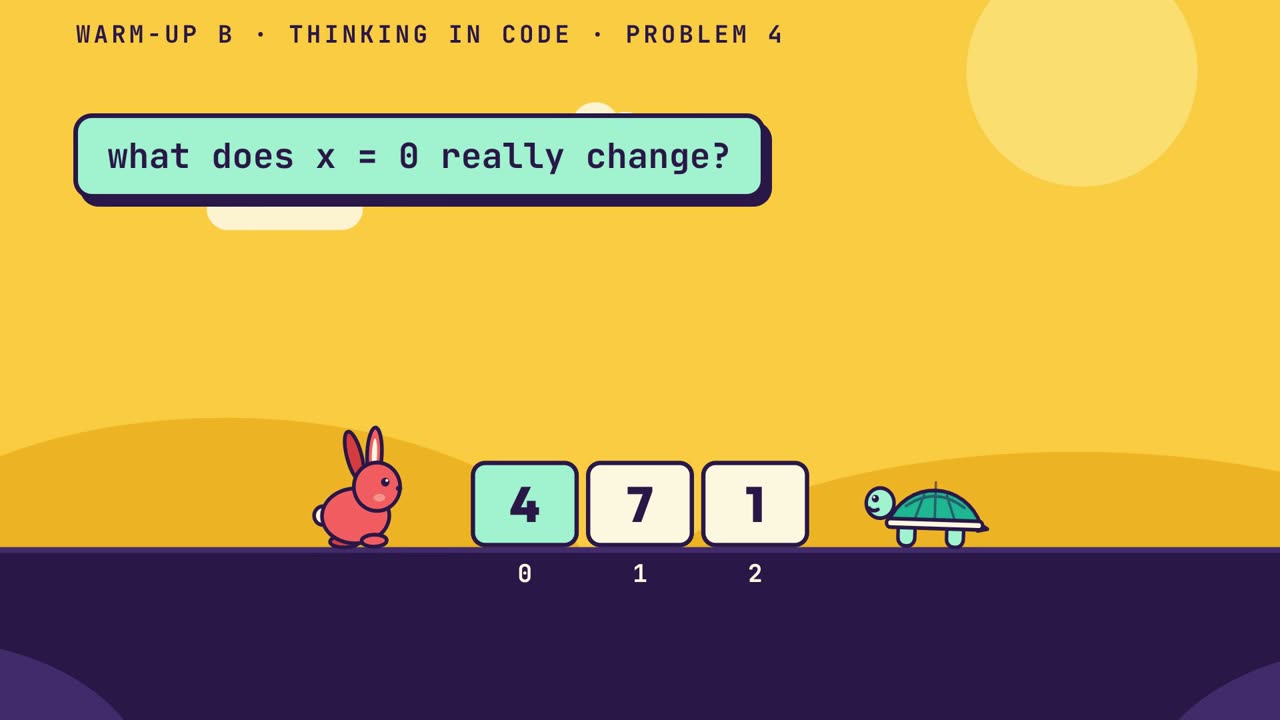 WARM-UP B · THINKING IN CODE · PROBLEM 4
what does x = 0 really change?
4 7 1
0 1 2